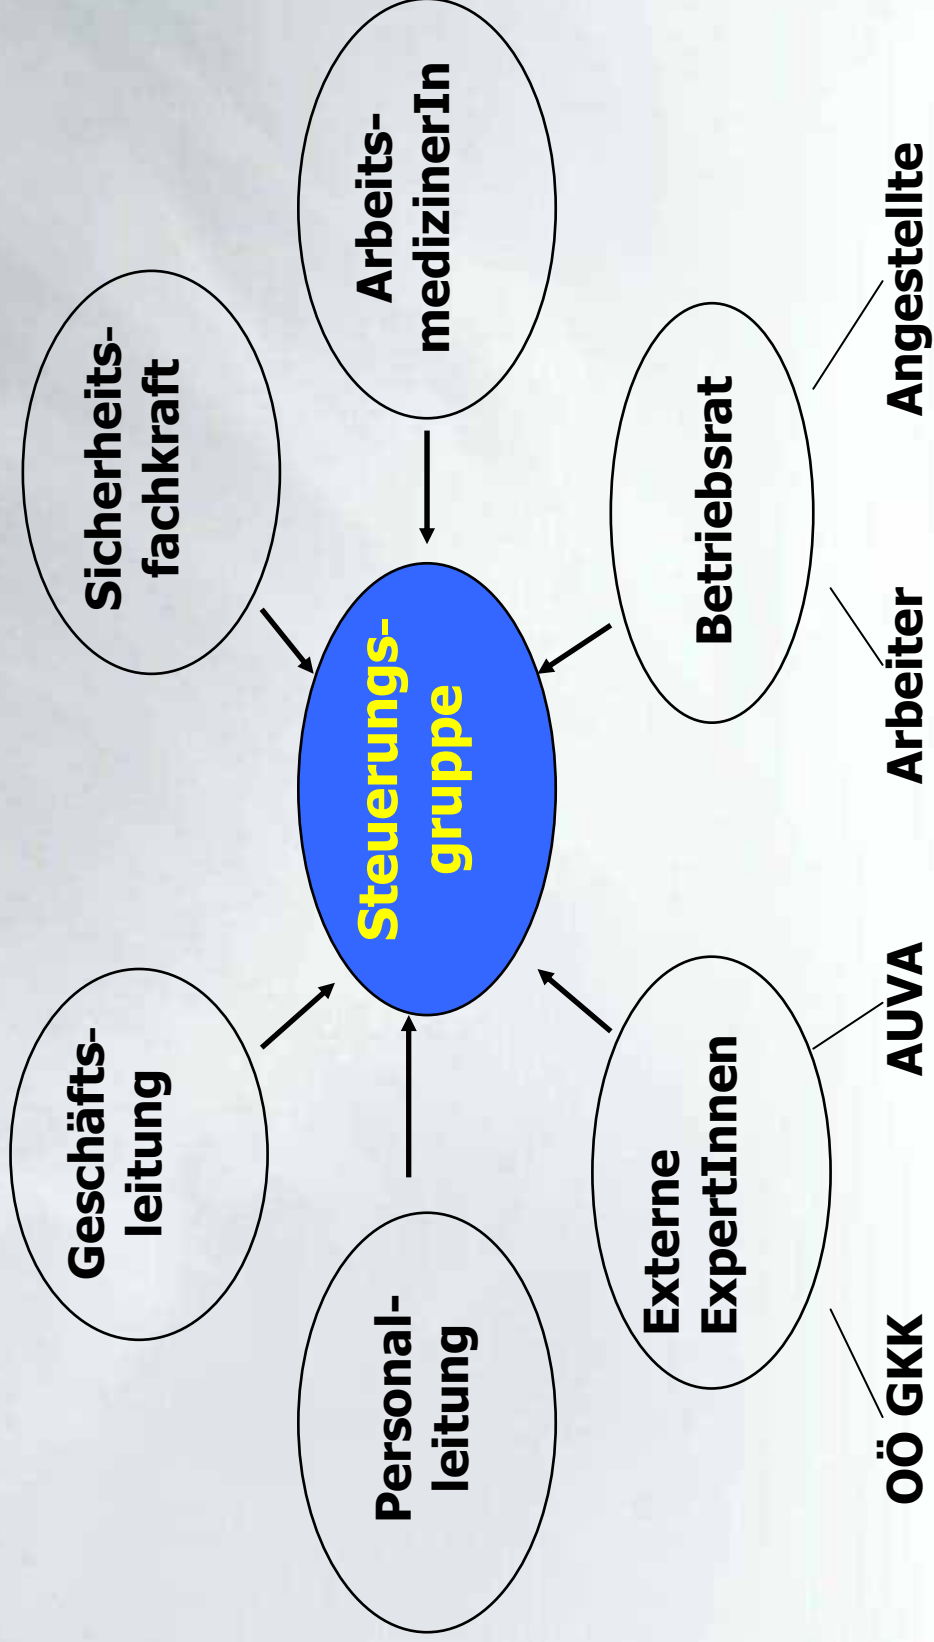 Geschäfts-
leitung
Sicherheits-
fachkraft
Personal-
leitung
Steuerungs-
gruppe
Arbeits-
medizinerIn
Externe
ExpertInnen
Betriebsrat
OÖ GKK
AUVA
Arbeiter
Angestellte